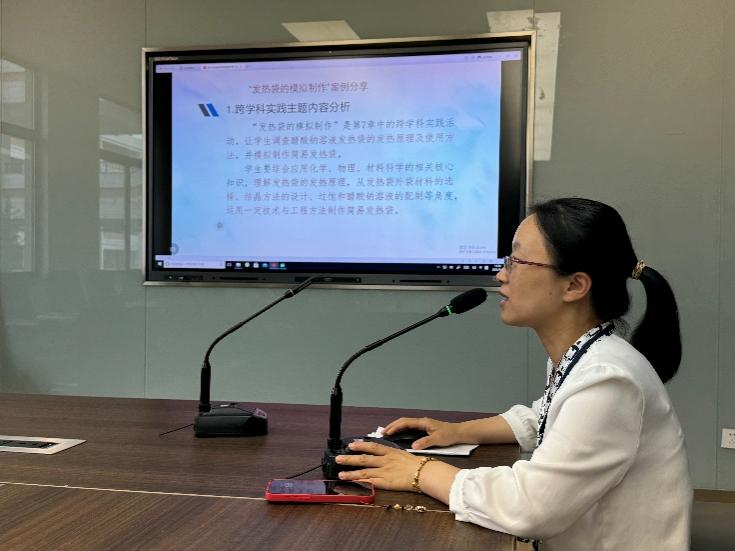 "发热袋的模拟制作"案例分享
1.跨学科实践主题内容分析
"发热袋的模拟制作"是第7章中的跨学科实践活
动。让学生调查醋酸钠溶液发热袋的发热原理及使用方
法，并模拟制作简易发热袋。
学生要综合应用化学、物理、材料科学的相关核心
知识，理解发热袋的发热原理。从发热袋外袋材料的选
择、结晶方法的设计、过饱和醋酸钠溶液的配制等角度，
运用一定技术与工程方法制作简易发热袋。